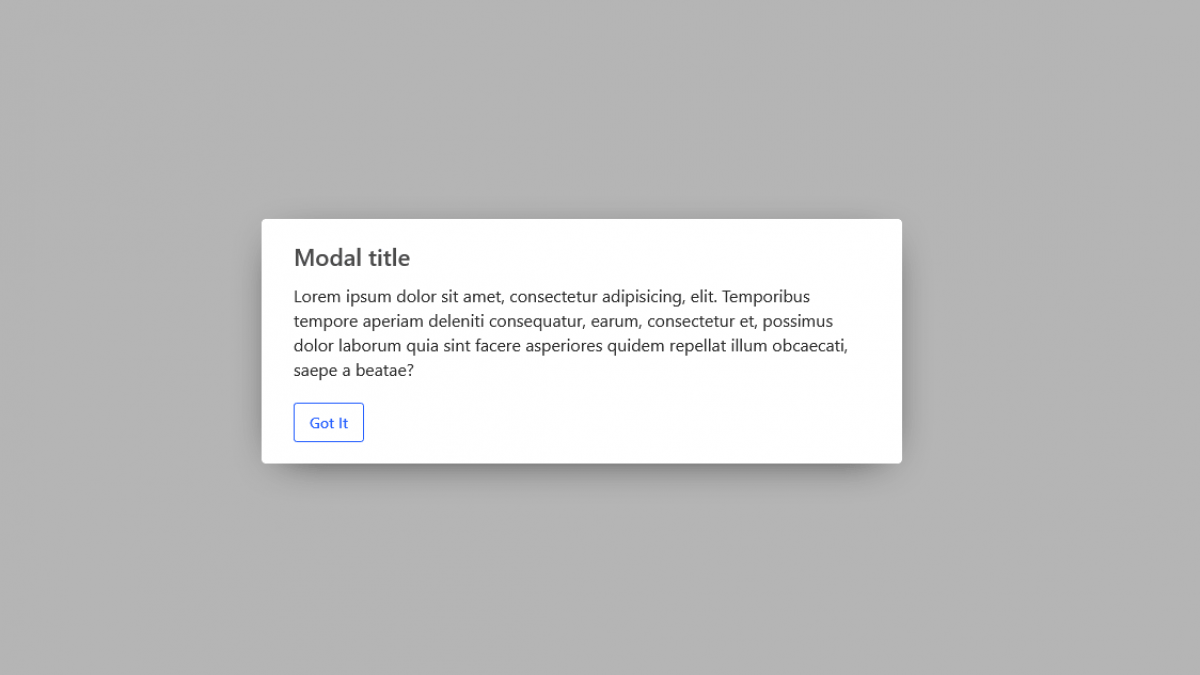 Modal title
Lorem ipsum dolor sit amet, consectetur adipisicing, elit. Temporibus
tempore aperiam deleniti consequatur, earum, consectetur et, possimus
dolor laborum quia sint facere asperiores quidem repellat illum obcaecati,
saepe a beatae?
Got It